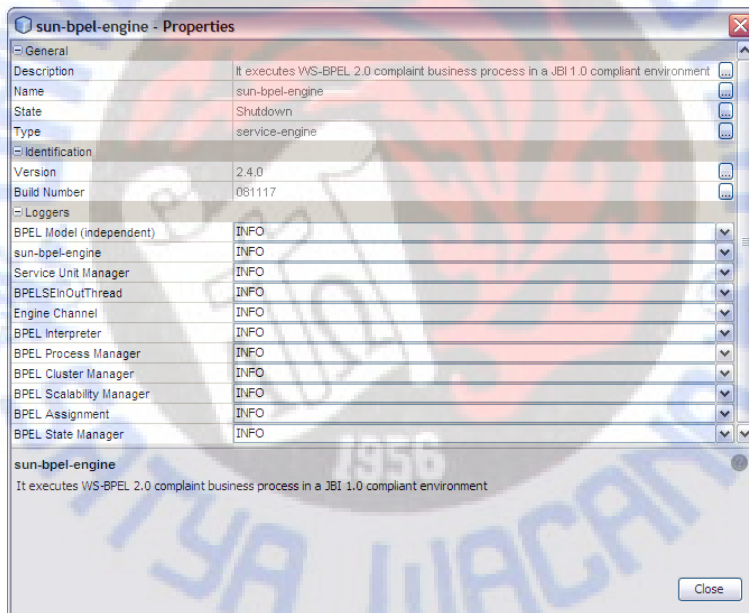 sun-bpel-engine - Properties
General
Description It executes WS-BPEL 2.0 complaint business process in a JBI 1.0 compliant environment ...
Name sun-bpel-engine ...
State Shutdown ...
Type service-engine ...
Identification
Version 2.4.0 ...
Build Number 081117 ...
Loggers
BPEL Model (independent) INFO
sun-bpel-engine INFO
Service Unit Manager INFO
BPELSEInOutThread INFO
Engine Channel INFO
BPEL Interpreter INFO
BPEL Process Manager INFO
BPEL Cluster Manager INFO
BPEL Scalability Manager INFO
BPEL Assignment INFO
BPEL State Manager INFO
sun-bpel-engine
It executes WS-BPEL 2.0 complaint business process in a JBI 1.0 compliant environment
1956
SATYA WACANA
Close